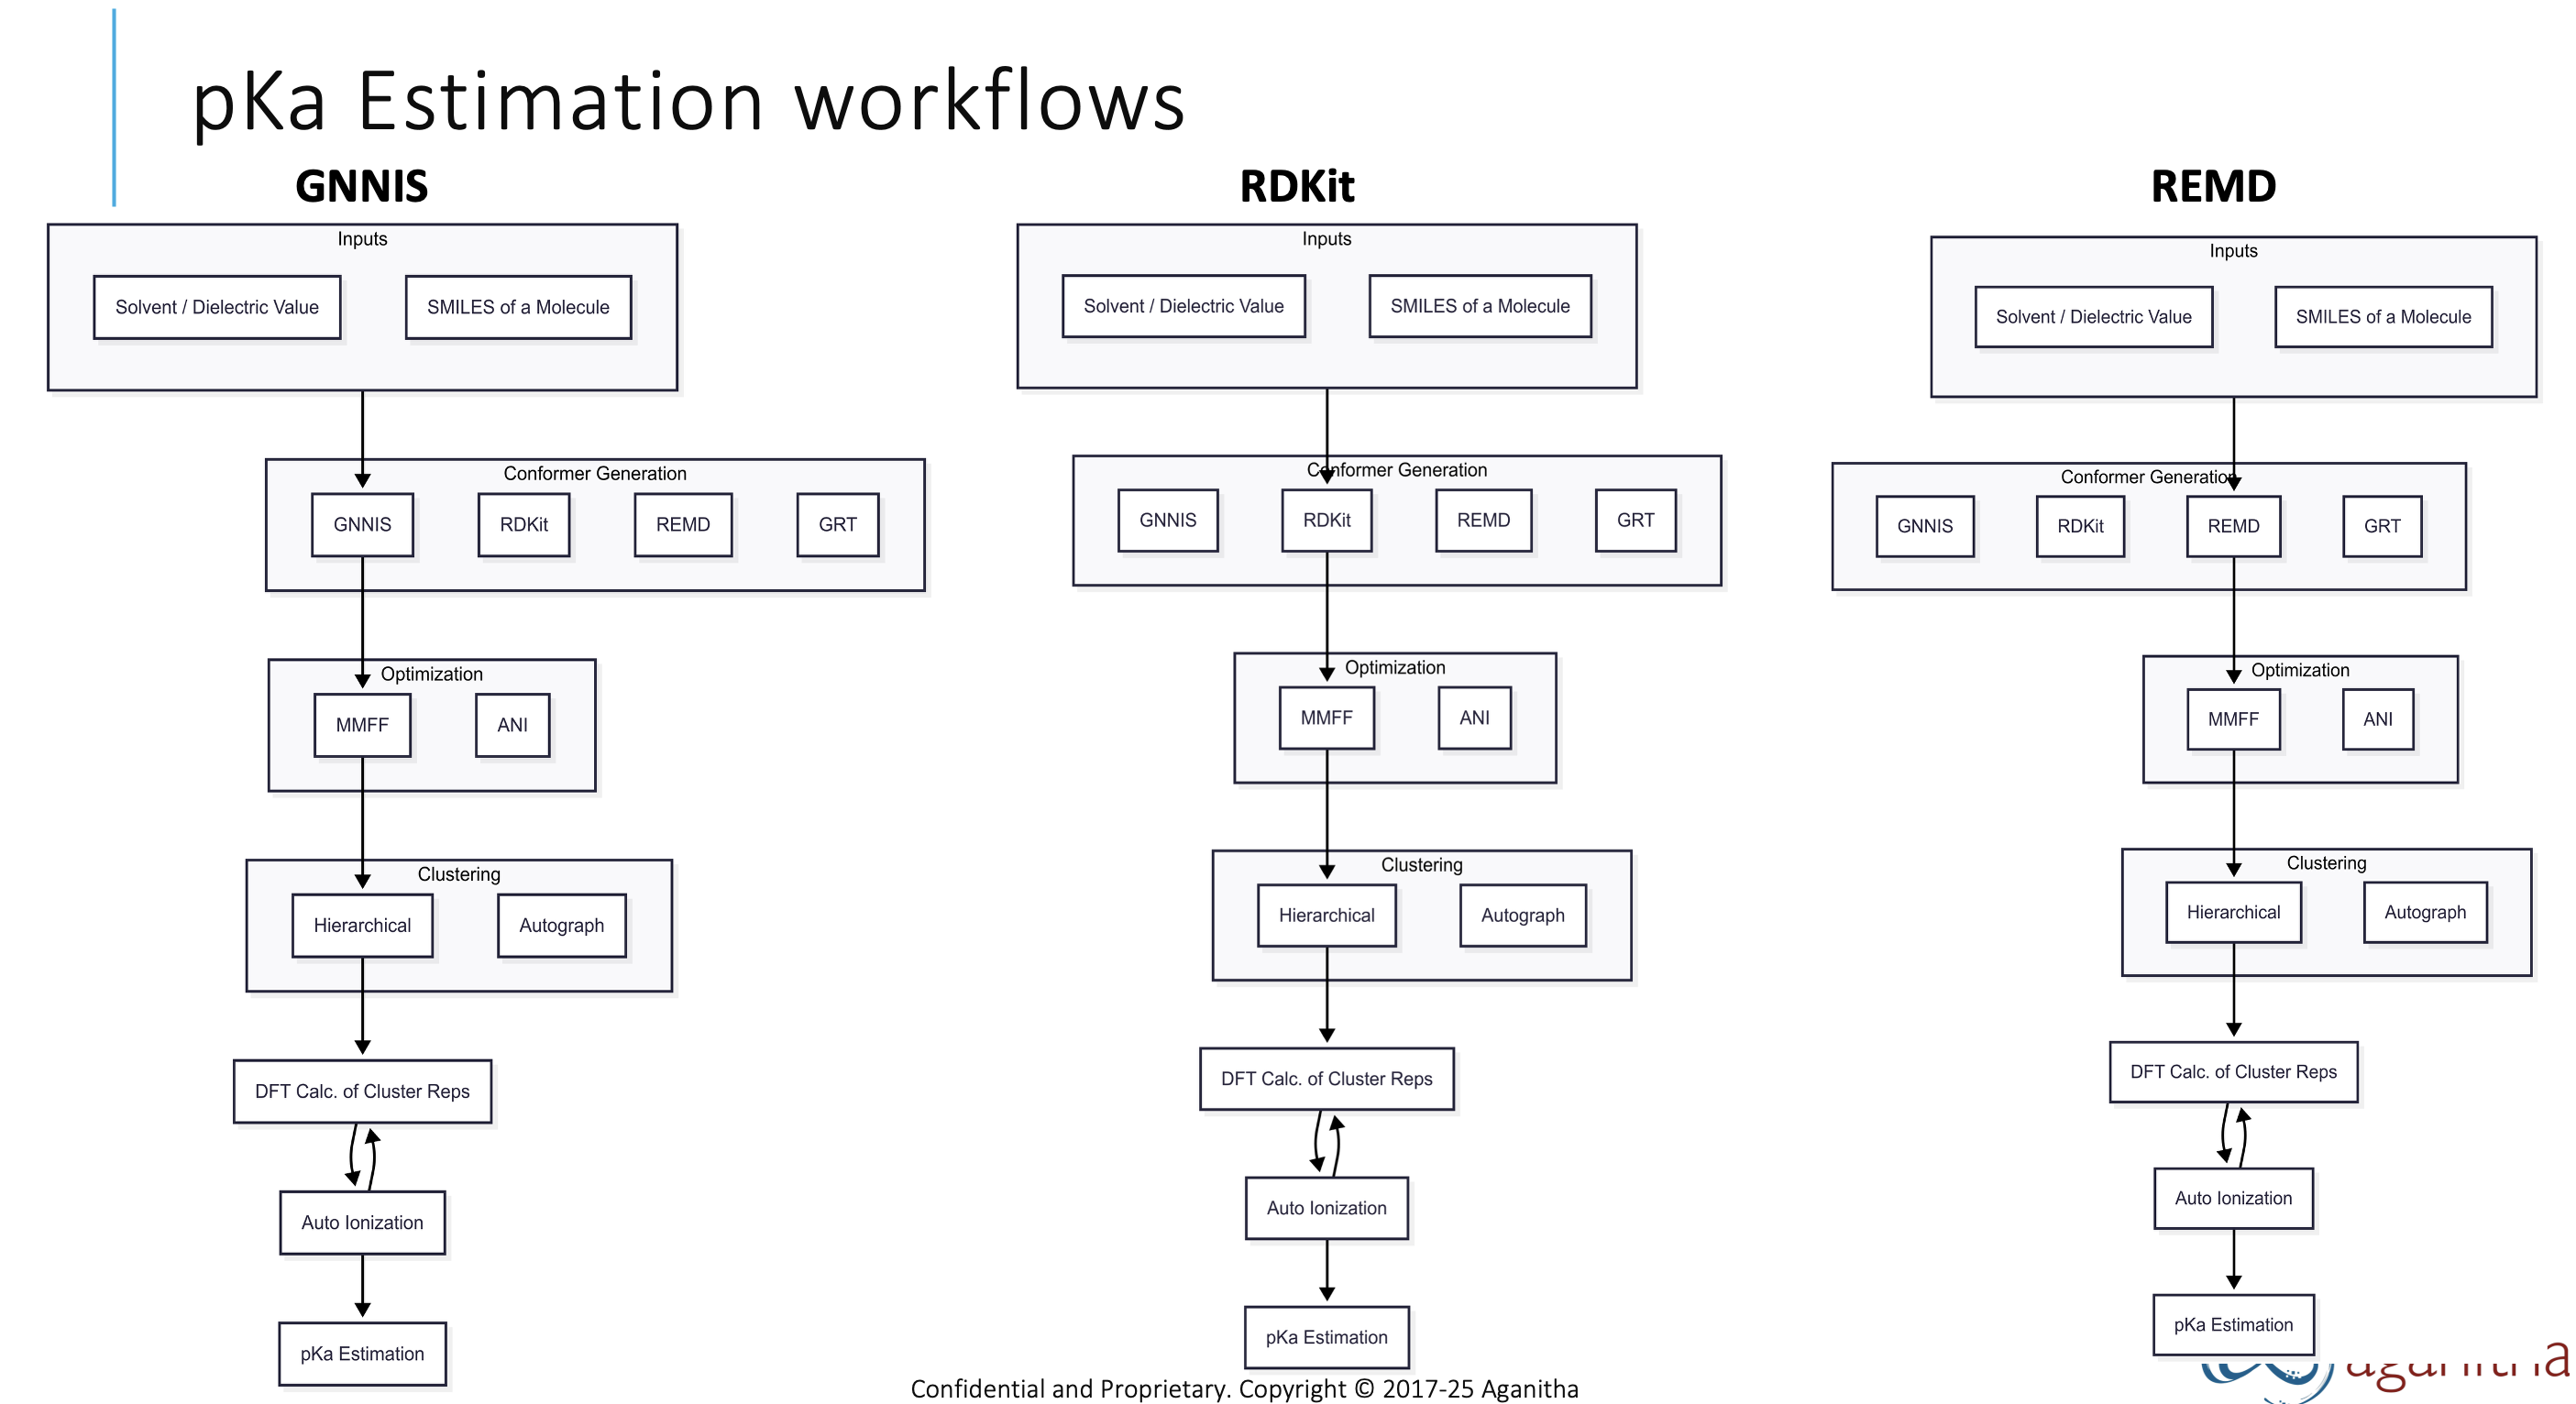 pKa Estimation workflows
GNNIS
Inputs
Solvent / Dielectric Value
SMILES of a Molecule
Conformer Generation
GNNIS
RDKit
REMD
GRT
Optimization
MMFF
ANI
Clustering
Hierarchical
Autograph
DFT Calc. of Cluster Reps
Auto Ionization
pKa Estimation
RDKit
Inputs
Solvent / Dielectric Value
SMILES of a Molecule
Conformer Generation
GNNIS
RDKit
REMD
GRT
Optimization
MMFF
ANI
Clustering
Hierarchical
Autograph
DFT Calc. of Cluster Reps
Auto Ionization
pKa Estimation
REMD
Inputs
Solvent / Dielectric Value
SMILES of a Molecule
Conformer Generation
GNNIS
RDKit
REMD
GRT
Optimization
MMFF
ANI
Clustering
Hierarchical
Autograph
DFT Calc. of Cluster Reps
Auto Ionization
pKa Estimation
Confidential and Proprietary. Copyright © 2017-25 Aganitha
aganitha